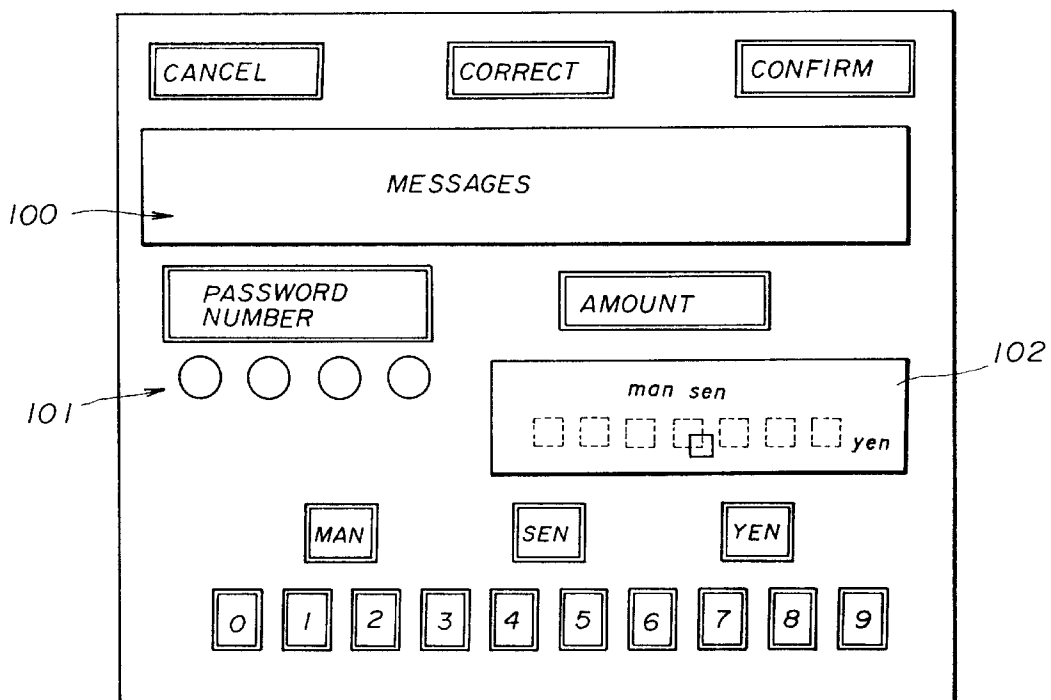 CANCEL CORRECT CONFIRM
MESSAGES
100
PASSWORD
NUMBER
AMOUNT
102
man sen
101
yen
MAN SEN YEN
0 1 2 3 4 5 6 7 8 9